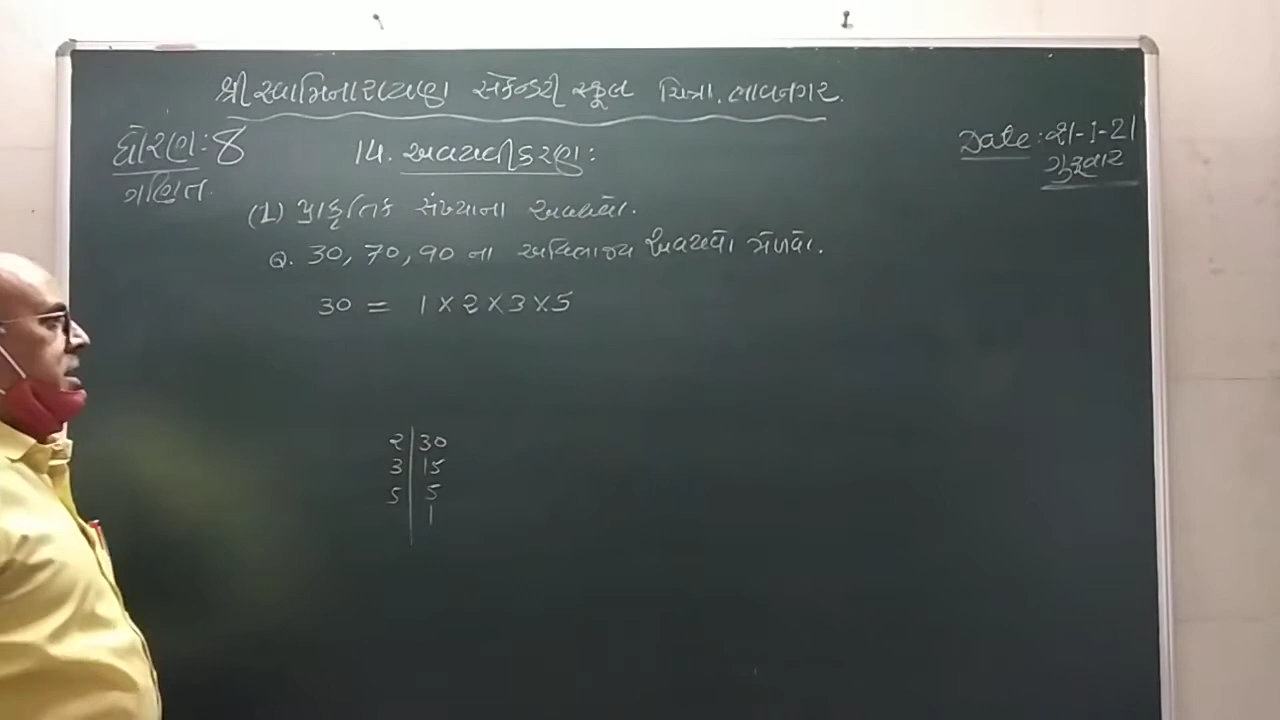 શ્રી સ્વામિનારાયણ સેકન્ડરી સ્કૂલ ચિત્રા, ભાવનગર.
ધોરણ: 8
ગણિત.
14. અવયવીકરણ:
Date: 21-1-21
ગુરૂવાર
(1) પ્રાકૃતિક સંખ્યાના અવયવો.
Q. 30, 70, 90 ના અવિભાજ્ય અવયવો મેળવો.
30 = 1 × 2 × 3 × 5
2 | 30
3 | 15
5 | 5
| 1